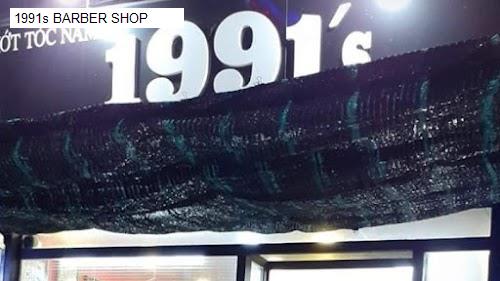 1991s BARBER SHOP
ỚT TÓC NAM
1991's